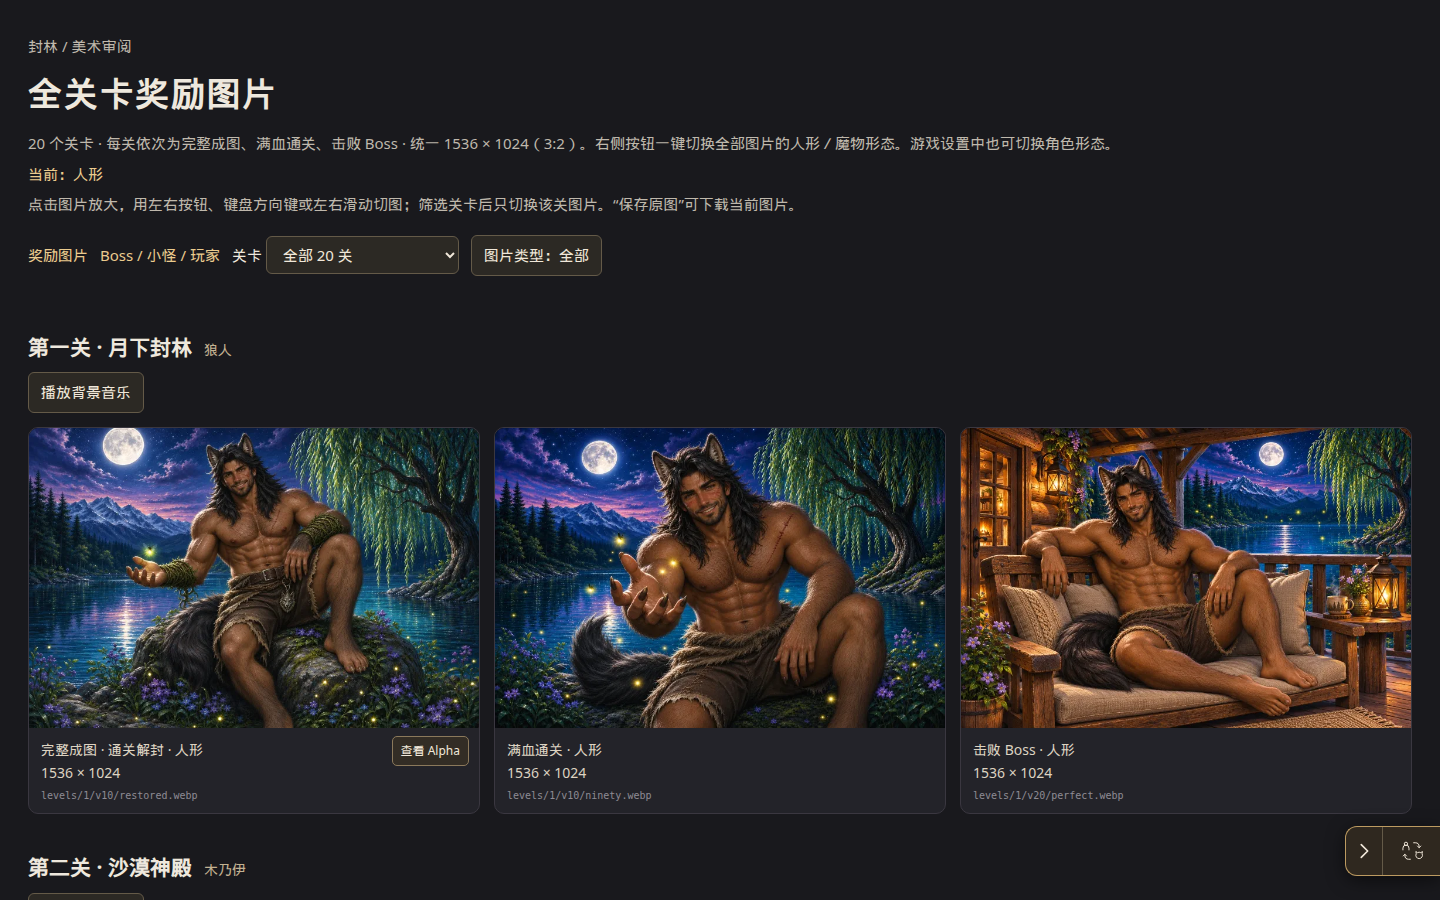 封林 / 美术审阅
全关卡奖励图片
20 个关卡 · 每关依次为完整成图、满血通关、击败 Boss · 统一 1536 × 1024（3:2）。右侧按钮一键切换全部图片的人形 / 魔物形态。游戏设置中也可切换角色形态。
当前：人形
点击图片放大，用左右按钮、键盘方向键或左右滑动切图；筛选关卡后只切换该关图片。“保存原图”可下载当前图片。
奖励图片 Boss / 小怪 / 玩家 关卡 全部 20 关 图片类型：全部
第一关 · 月下封林 狼人
播放背景音乐
完整成图 · 通关解封 · 人形 查看 Alpha
1536 × 1024
levels/1/v10/restored.webp
满血通关 · 人形
1536 × 1024
levels/1/v10/ninety.webp
击败 Boss · 人形
1536 × 1024
levels/1/v20/perfect.webp
第二关 · 沙漠神殿 木乃伊